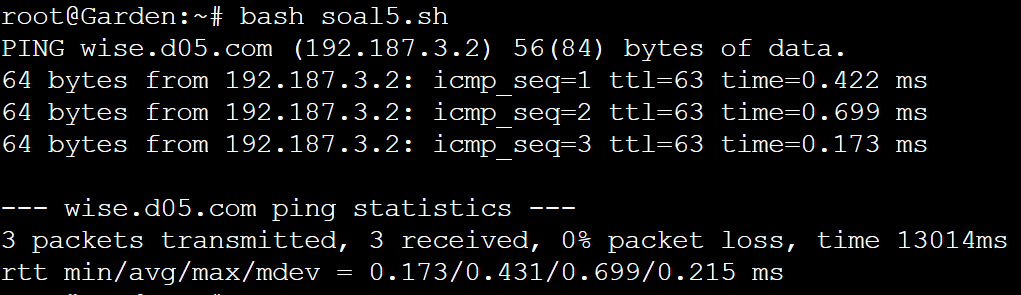 root@Garden:~# bash soal5.sh
PING wise.d05.com (192.187.3.2) 56(84) bytes of data.
64 bytes from 192.187.3.2: icmp_seq=1 ttl=63 time=0.422 ms
64 bytes from 192.187.3.2: icmp_seq=2 ttl=63 time=0.699 ms
64 bytes from 192.187.3.2: icmp_seq=3 ttl=63 time=0.173 ms
--- wise.d05.com ping statistics ---
3 packets transmitted, 3 received, 0% packet loss, time 13014ms
rtt min/avg/max/mdev = 0.173/0.431/0.699/0.215 ms